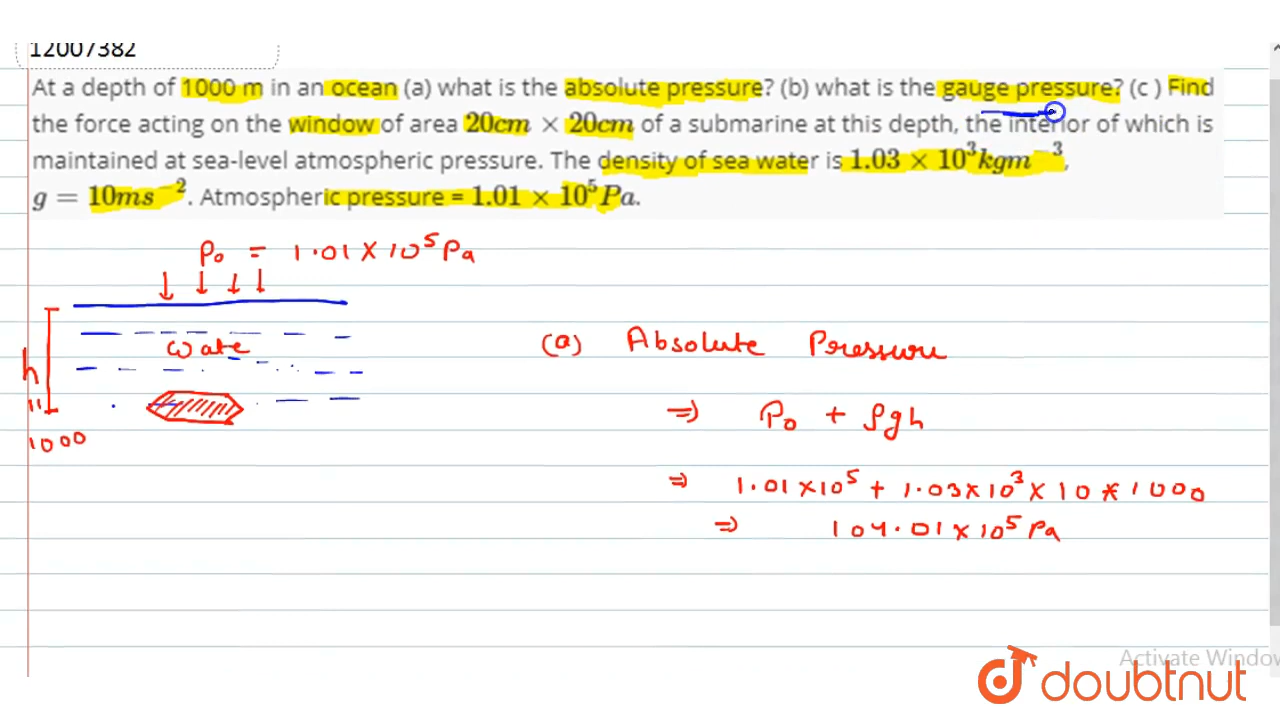 12007382
At a depth of 1000 m in an ocean (a) what is the absolute pressure? (b) what is the gauge pressure? (c ) Find
the force acting on the window of area 20cm × 20cm of a submarine at this depth, the interior of which is
maintained at sea-level atmospheric pressure. The density of sea water is 1.03 × 10³kgm⁻³,
g = 10ms⁻². Atmospheric pressure = 1.01 × 10⁵Pa.
P₀ = 1.01 × 10⁵ Pa
Wate
h
=
1000
(a) Absolute Pressure
⇒ P₀ + ρgh
⇒ 1.01×10⁵ + 1.03×10³ × 10 × 1000
⇒ 104.01×10⁵ Pa
Activate Window
doubtnut